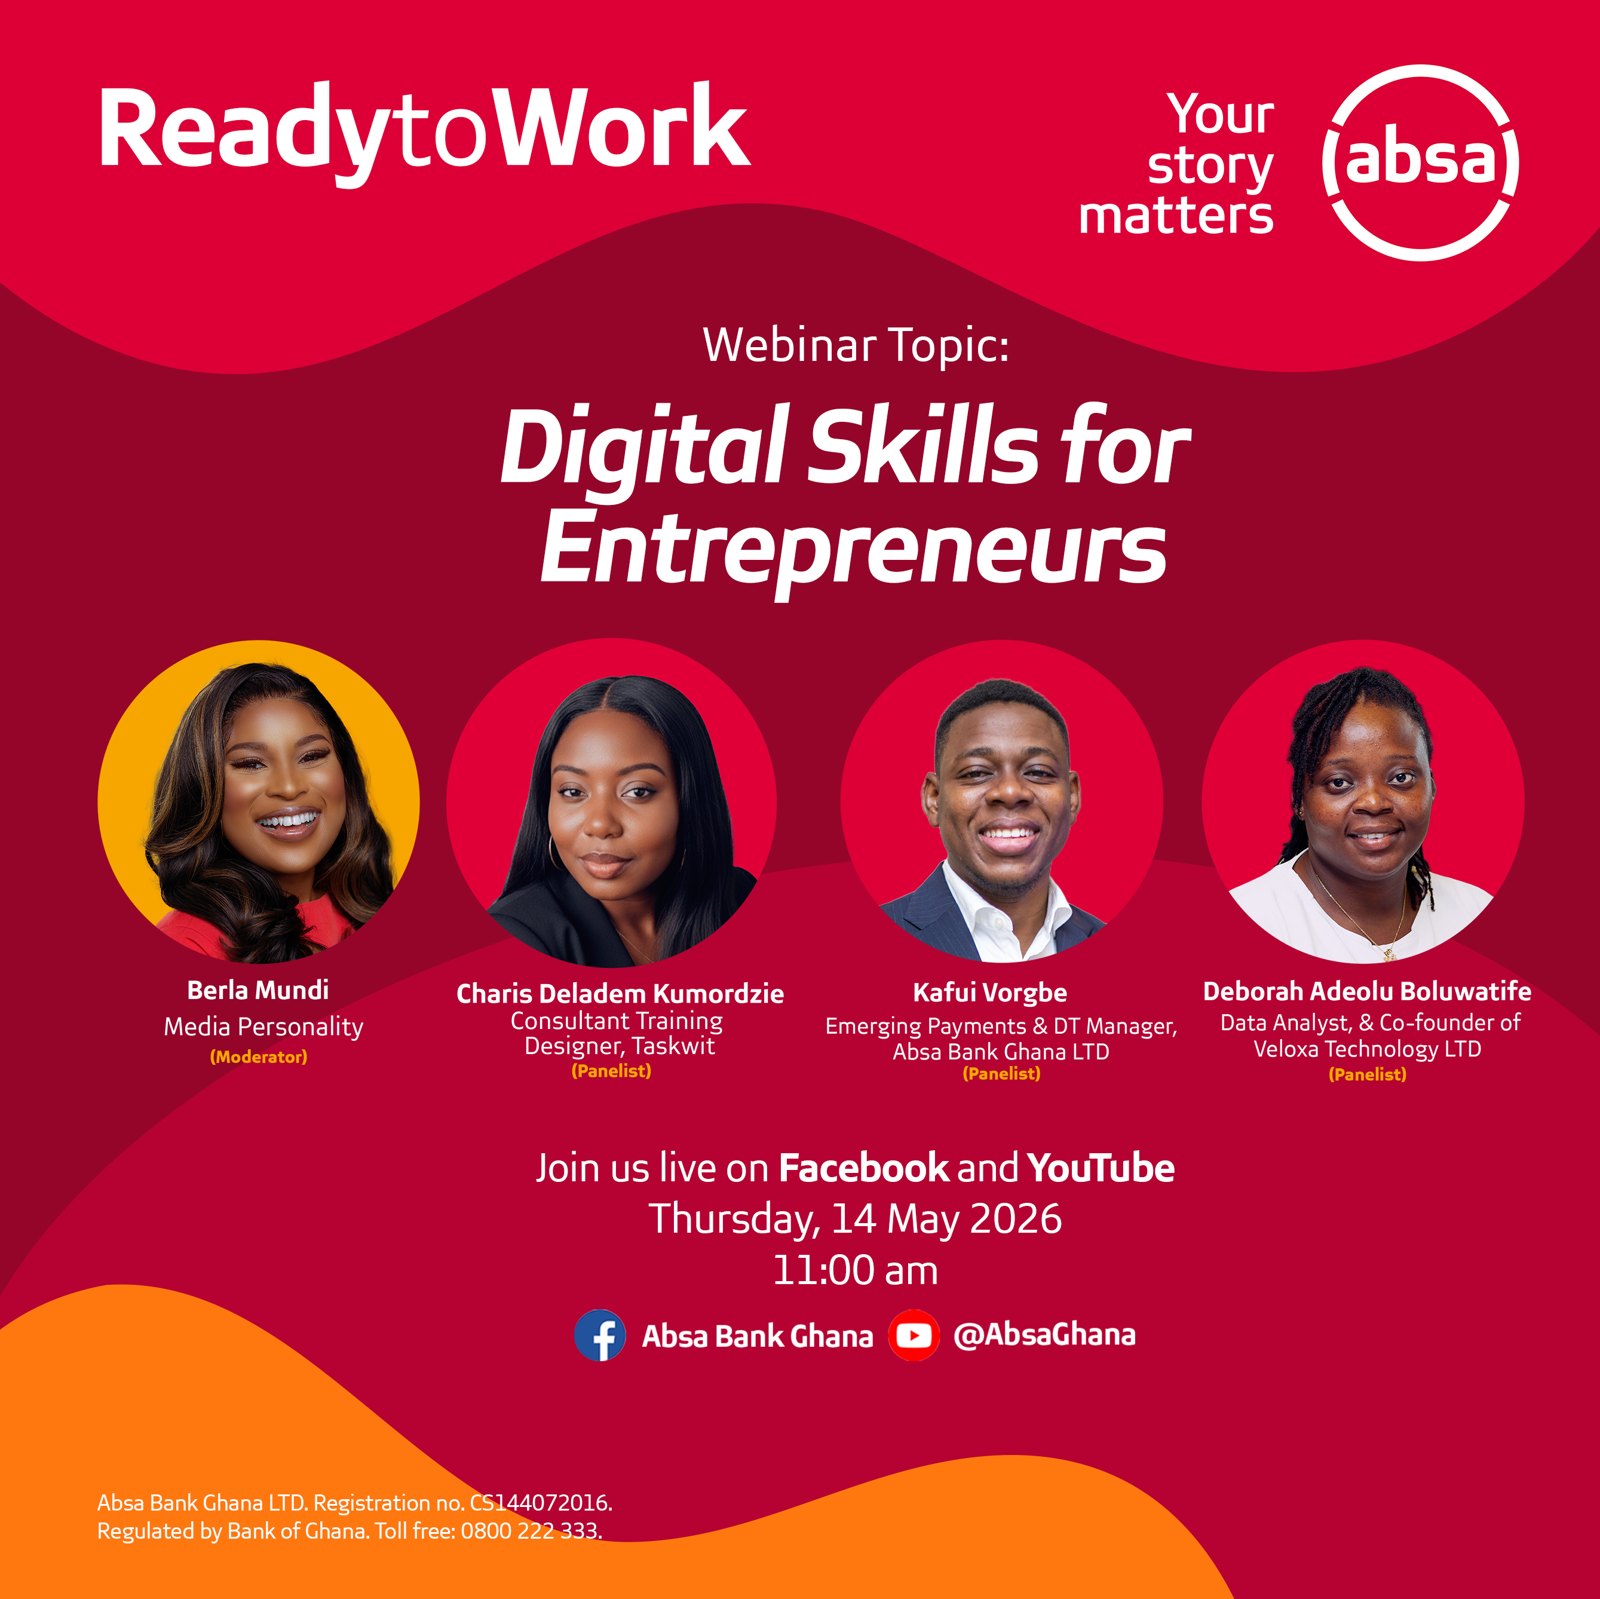 ReadytoWork
Your
story
matters
absa
Webinar Topic:
Digital Skills for
Entrepreneurs
Berla Mundi
Media Personality
(Moderator)
Charis Deladem Kumordzie
Consultant Training
Designer, Taskwit
(Panelist)
Kafui Vorgbe
Emerging Payments & DT Manager,
Absa Bank Ghana LTD
(Panelist)
Deborah Adeolu Boluwatife
Data Analyst, & Co-founder of
Veloxa Technology LTD
(Panelist)
Join us live on Facebook and YouTube
Thursday, 14 May 2026
11:00 am
Absa Bank Ghana @AbsaGhana
Absa Bank Ghana LTD. Registration no. CS144072016.
Regulated by Bank of Ghana. Toll free: 0800 222 333.